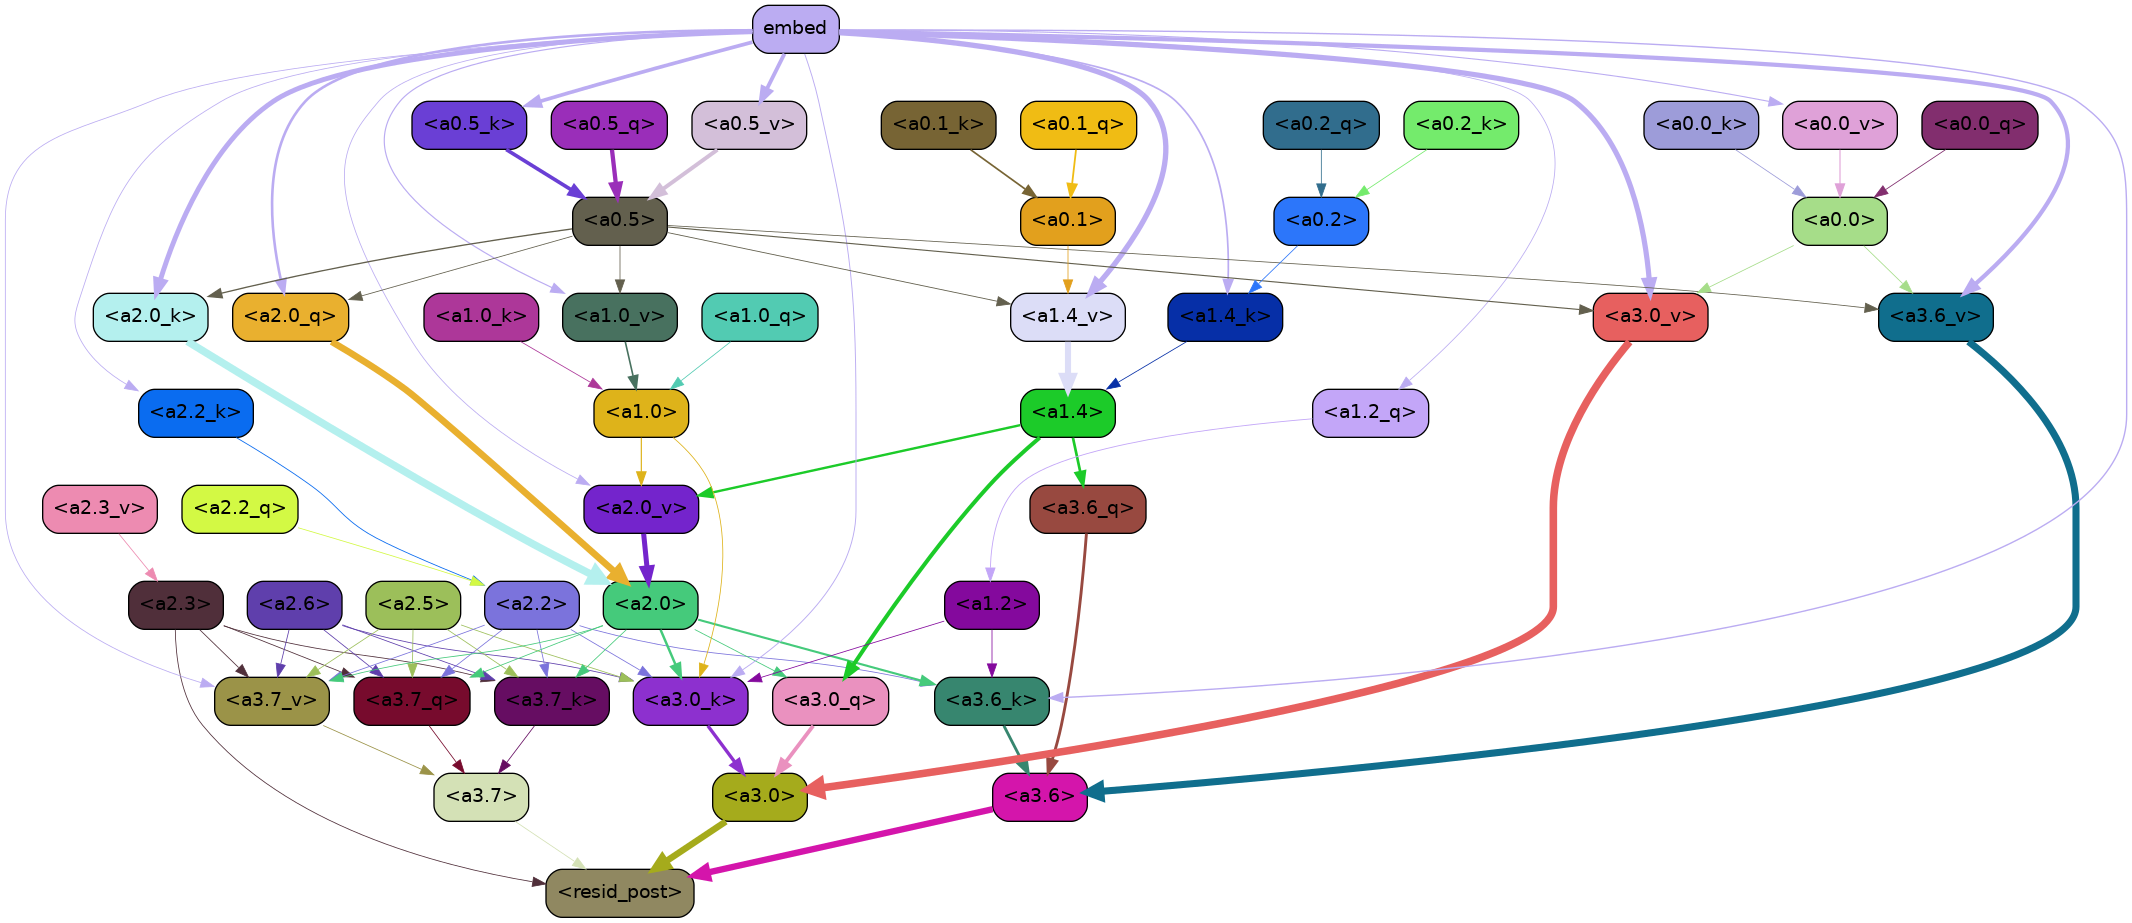 embed
<a0.5_k> <a0.5_q> <a0.5_v> <a0.1_k> <a0.1_q> <a0.2_q> <a0.2_k> <a0.0_k> <a0.0_v> <a0.0_q>
<a0.5> <a0.1> <a0.2> <a0.0>
<a2.0_k> <a2.0_q> <a1.0_k> <a1.0_v> <a1.0_q> <a1.4_v> <a1.4_k> <a3.0_v> <a3.6_v>
<a2.2_k> <a1.0> <a1.4> <a1.2_q>
<a2.3_v> <a2.2_q> <a2.0_v> <a3.6_q>
<a2.3> <a2.6> <a2.5> <a2.2> <a2.0> <a1.2>
<a3.7_v> <a3.7_q> <a3.7_k> <a3.0_k> <a3.0_q> <a3.6_k>
<a3.7> <a3.0> <a3.6>
<resid_post>